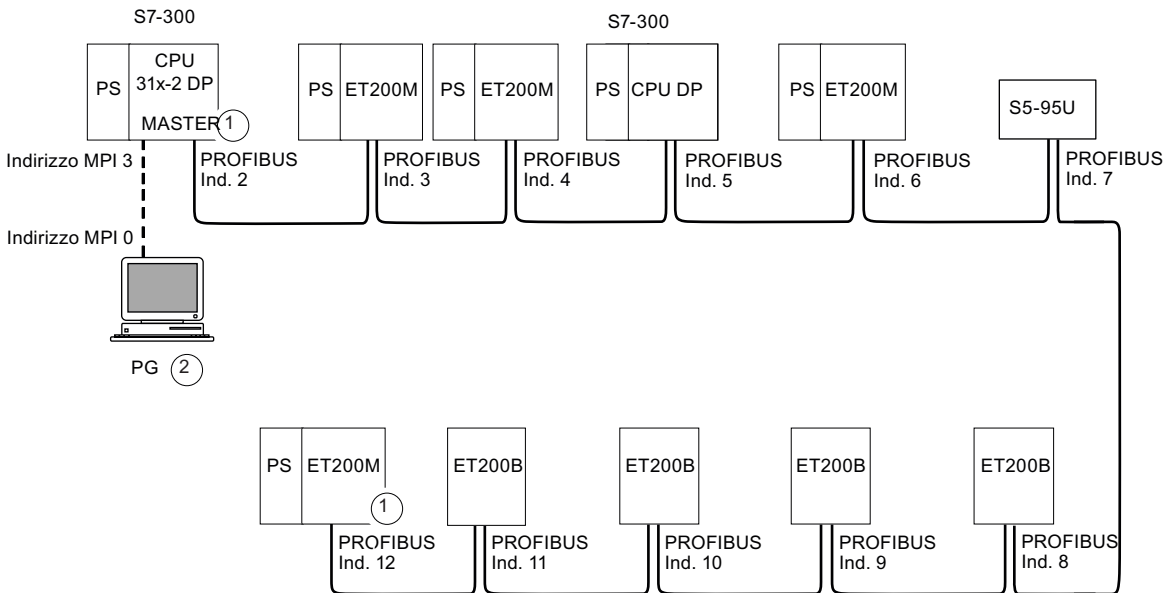 S7-300
S7-300
PS
CPU
31x-2 DP
MASTER
1
PS
ET200M
PS
ET200M
PS
CPU DP
PS
ET200M
S5-95U
Indirizzo MPI 3
PROFIBUS
Ind. 2
PROFIBUS
Ind. 3
PROFIBUS
Ind. 4
PROFIBUS
Ind. 5
PROFIBUS
Ind. 6
PROFIBUS
Ind. 7
Indirizzo MPI 0
PG
2
PS
ET200M
1
ET200B
ET200B
ET200B
ET200B
PROFIBUS
Ind. 12
PROFIBUS
Ind. 11
PROFIBUS
Ind. 10
PROFIBUS
Ind. 9
PROFIBUS
Ind. 8